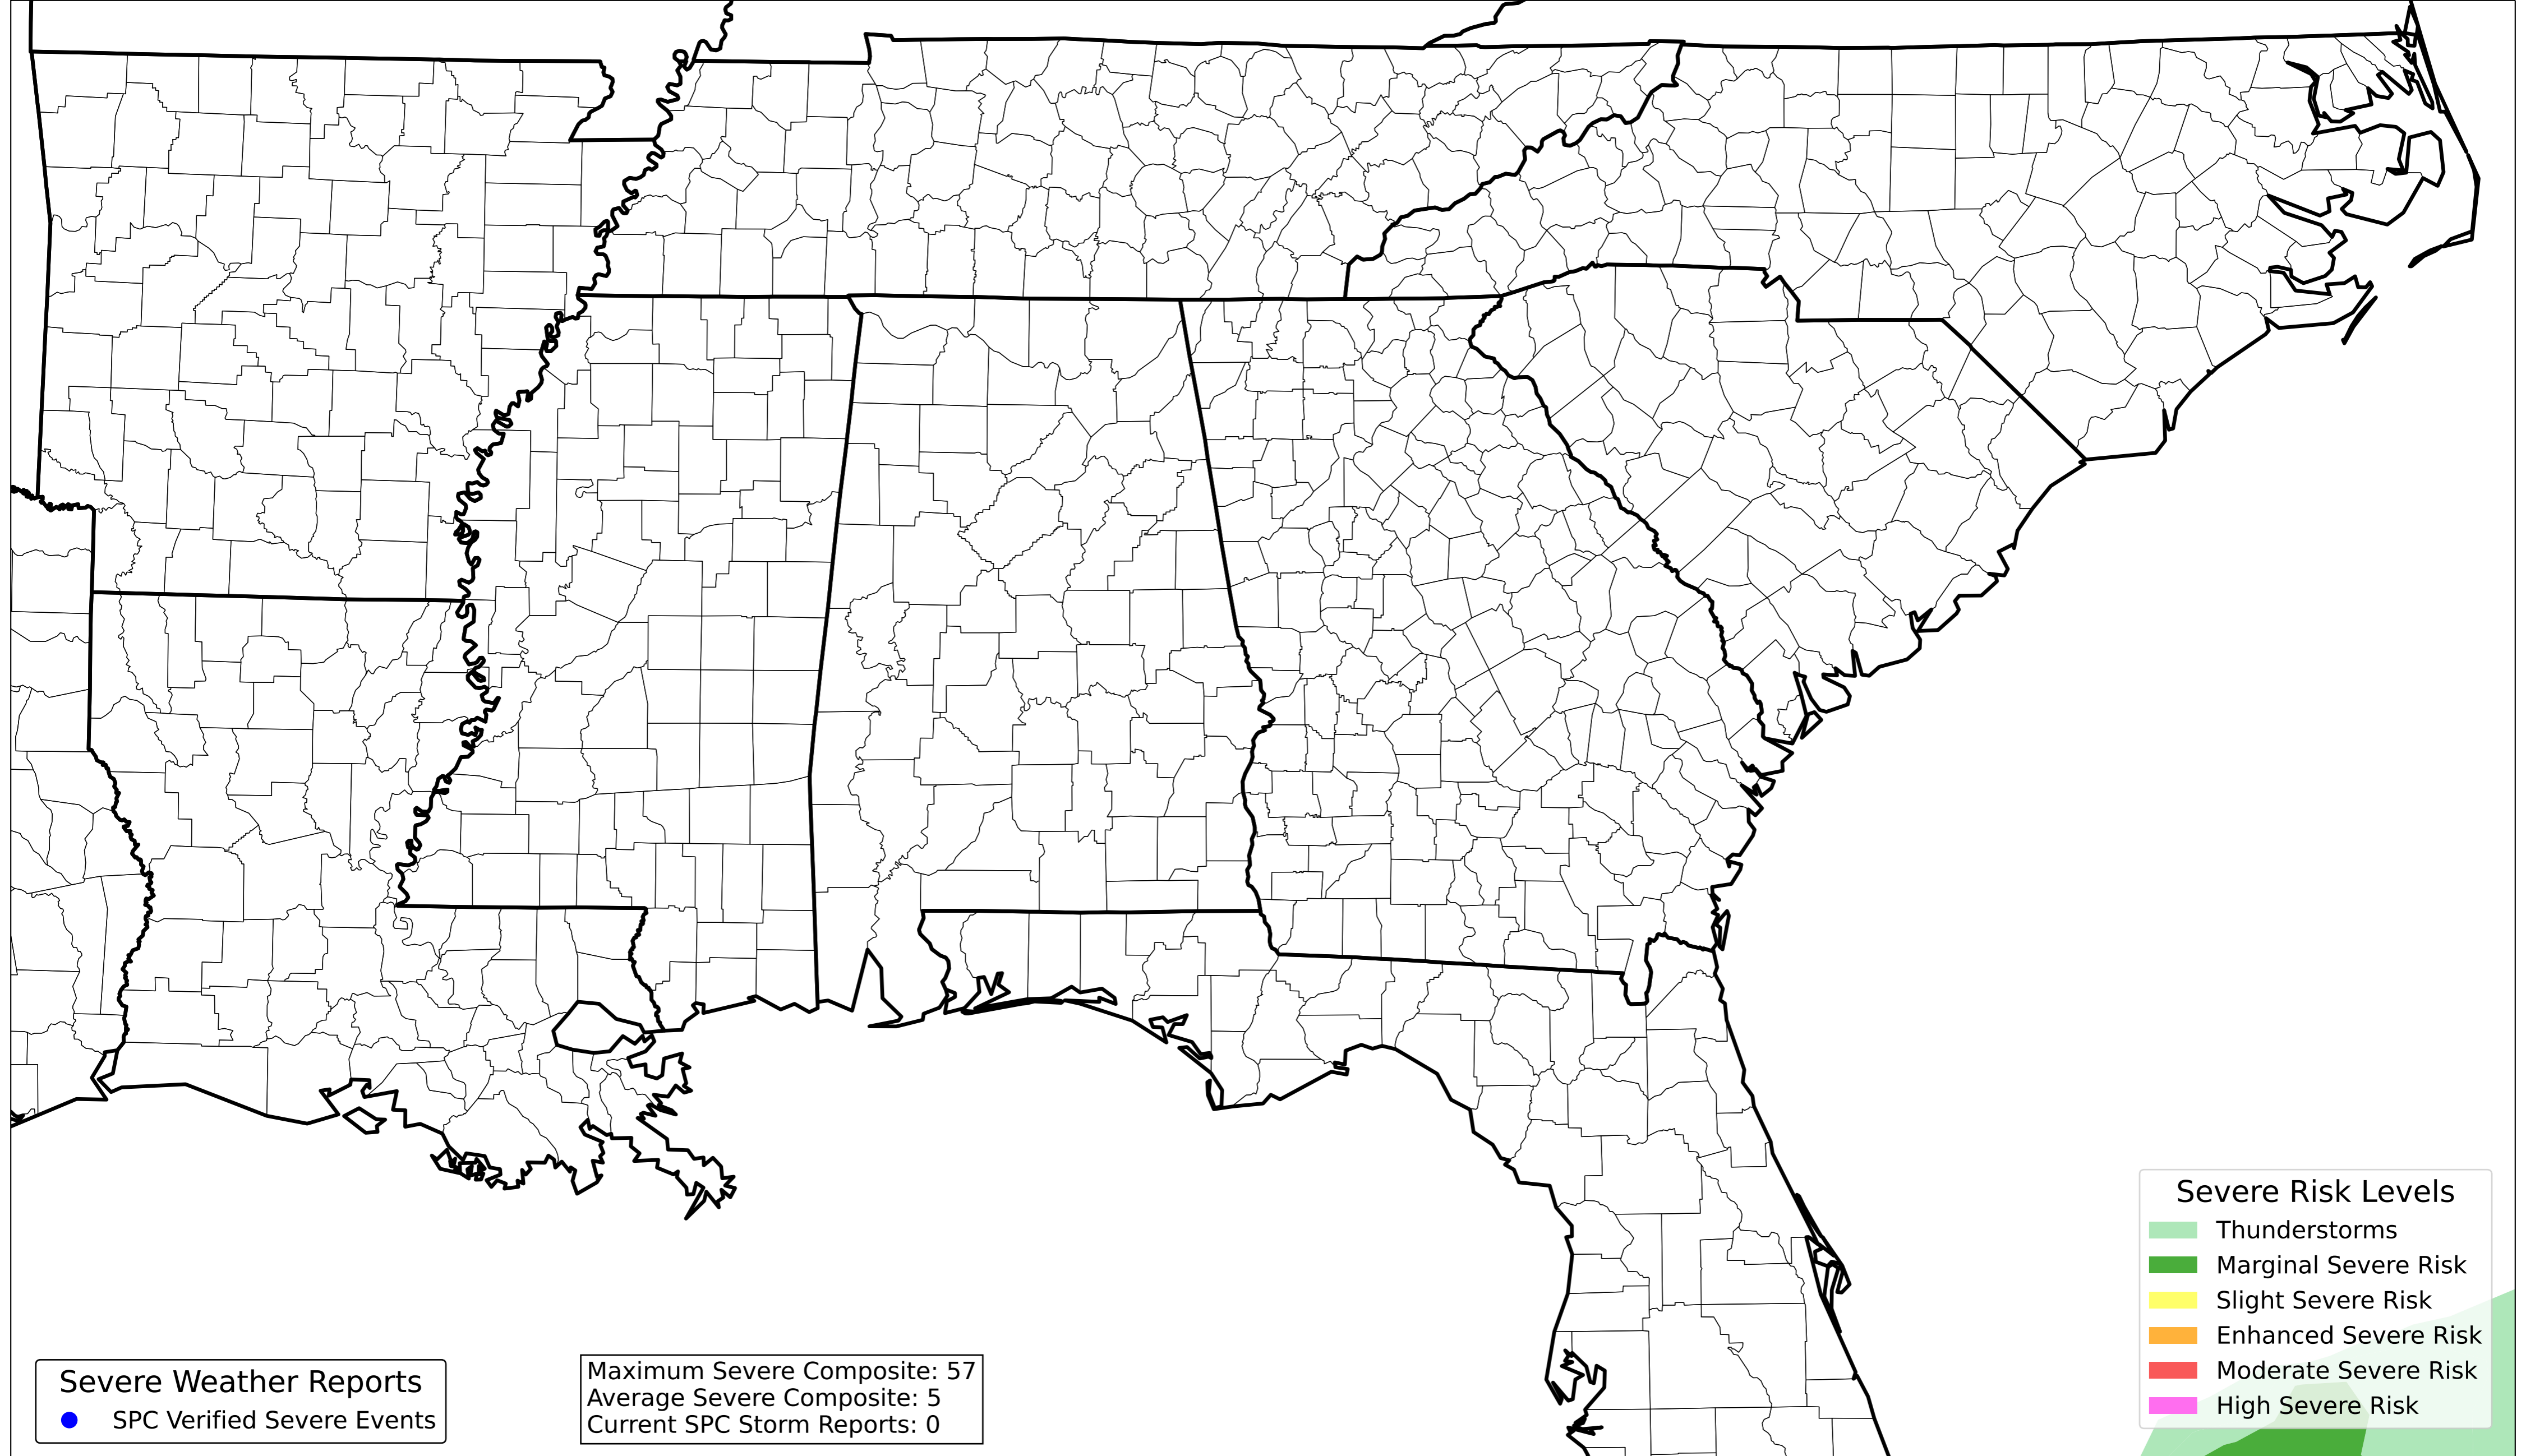 Severe Risk Levels
Thunderstorms
Marginal Severe Risk
Slight Severe Risk
Enhanced Severe Risk
Moderate Severe Risk
High Severe Risk
Severe Weather Reports
SPC Verified Severe Events
Maximum Severe Composite: 57
Average Severe Composite: 5
Current SPC Storm Reports: 0